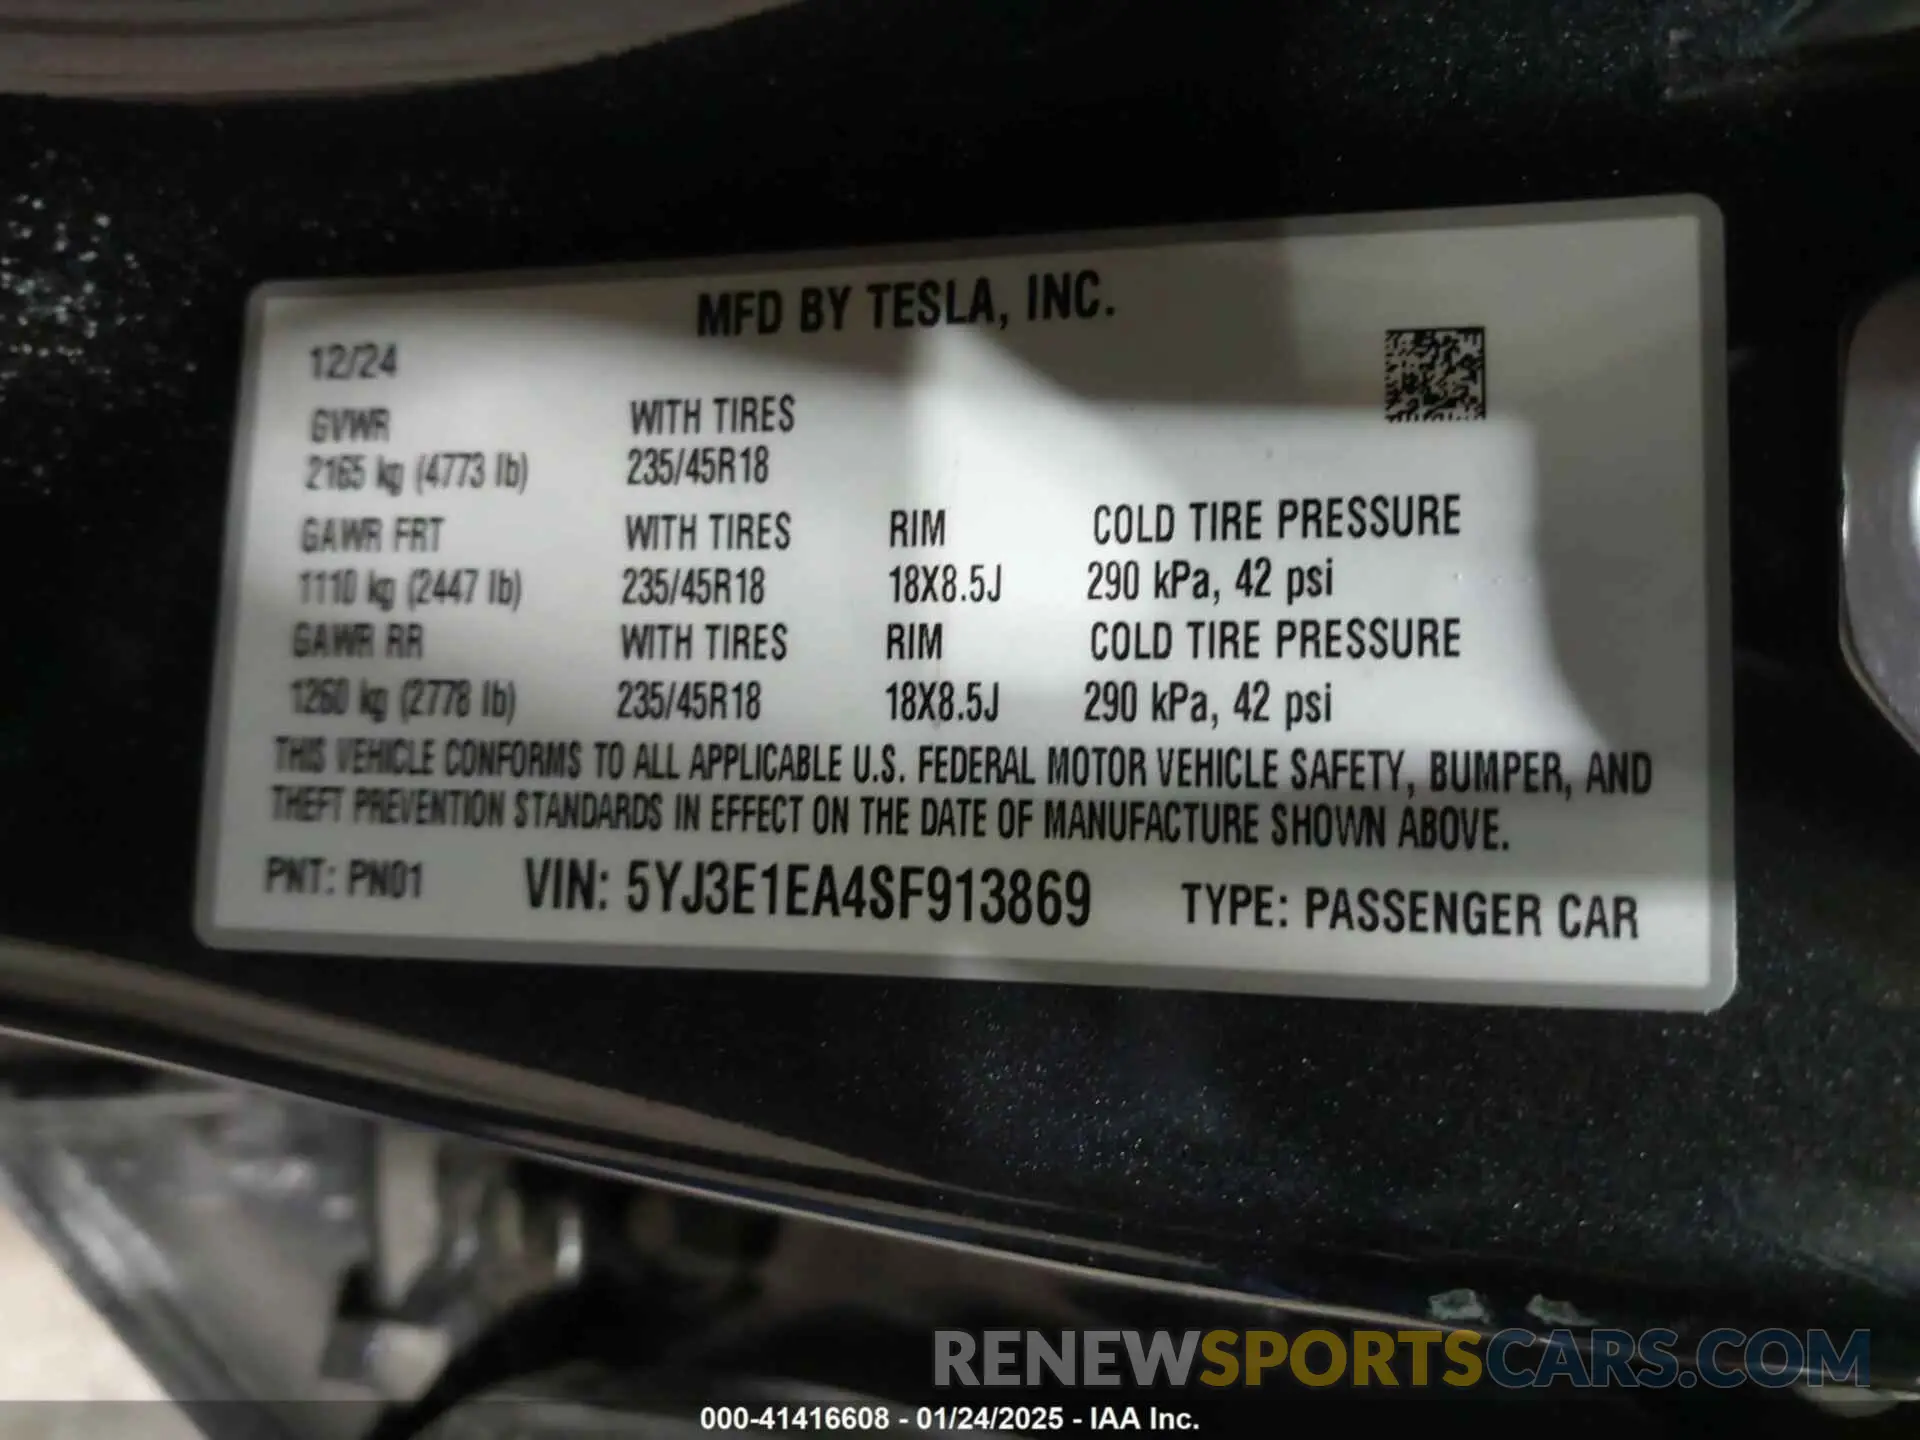 MFD BY TESLA, INC.
12/24
GVWR WITH TIRES
2165 kg (4773 lb) 235/45R18
GAWR FRT WITH TIRES RIM COLD TIRE PRESSURE
1110 kg (2447 lb) 235/45R18 18X8.5J 290 kPa, 42 psi
GAWR RR WITH TIRES RIM COLD TIRE PRESSURE
1260 kg (2778 lb) 235/45R18 18X8.5J 290 kPa, 42 psi
THIS VEHICLE CONFORMS TO ALL APPLICABLE U.S. FEDERAL MOTOR VEHICLE SAFETY, BUMPER, AND
THEFT PREVENTION STANDARDS IN EFFECT ON THE DATE OF MANUFACTURE SHOWN ABOVE.
PNT: PN01 VIN: 5YJ3E1EA4SF913869 TYPE: PASSENGER CAR
RENEWSPORTSCARS.COM
000-41416608 - 01/24/2025 - IAA Inc.